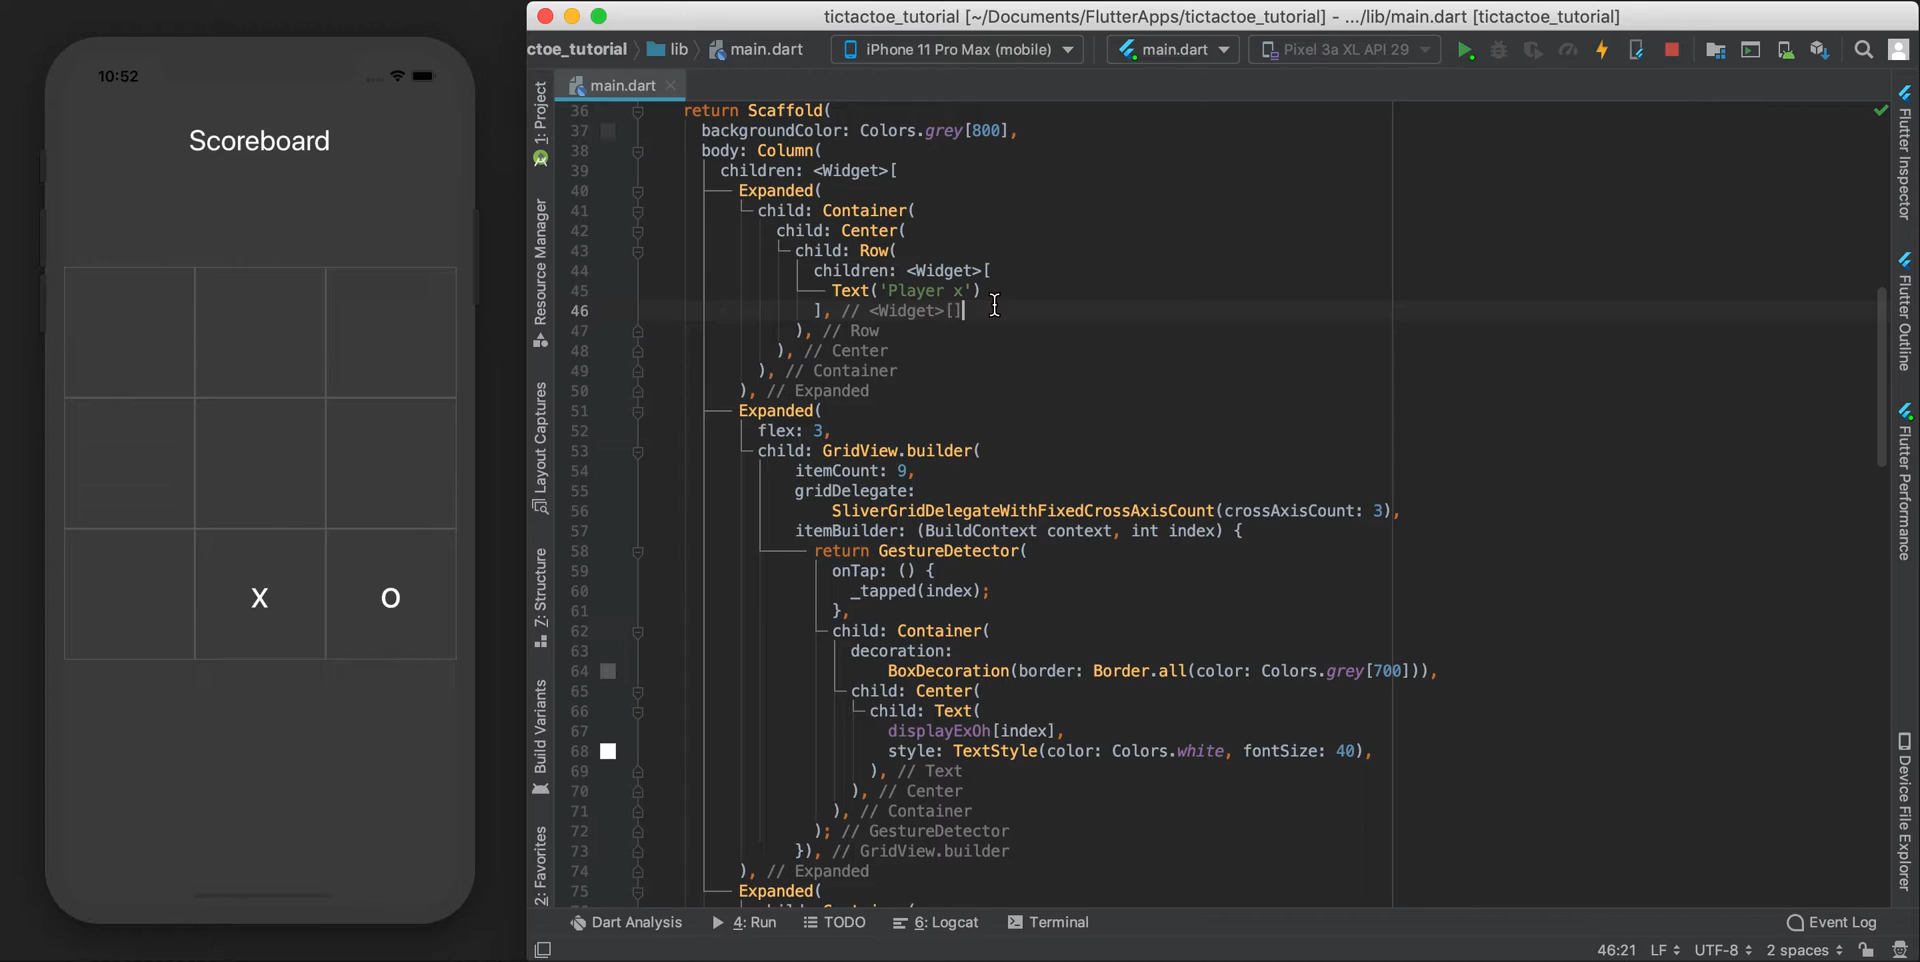 tictactoe_tutorial [~/Documents/FlutterApps/tictactoe_tutorial] - .../lib/main.dart [tictactoe_tutorial]
ctoe_tutorial lib main.dart iPhone 11 Pro Max (mobile) main.dart Pixel 3a XL API 29
main.dart
10:52
Scoreboard
X O
1: Project
Resource Manager
Layout Captures
Z: Structure
Build Variants
2: Favorites
36 return Scaffold(
37 backgroundColor: Colors.grey[800],
38 body: Column(
39 children: <Widget>[
40 Expanded(
41 child: Container(
42 child: Center(
43 child: Row(
44 children: <Widget>[
45 Text('Player x')
46 ], // <Widget>[]
47 ), // Row
48 ), // Center
49 ), // Container
50 ), // Expanded
51 Expanded(
52 flex: 3,
53 child: GridView.builder(
54 itemCount: 9,
55 gridDelegate:
56 SliverGridDelegateWithFixedCrossAxisCount(crossAxisCount: 3),
57 itemBuilder: (BuildContext context, int index) {
58 return GestureDetector(
59 onTap: () {
60 _tapped(index);
61 },
62 child: Container(
63 decoration:
64 BoxDecoration(border: Border.all(color: Colors.grey[700])),
65 child: Center(
66 child: Text(
67 displayExOh[index],
68 style: TextStyle(color: Colors.white, fontSize: 40),
69 ), // Text
70 ), // Center
71 ), // Container
72 ); // GestureDetector
73 }), // GridView.builder
74 ), // Expanded
75 Expanded(
Flutter Inspector
Flutter Outline
Flutter Performance
Device File Explorer
Dart Analysis 4: Run TODO 6: Logcat Terminal Event Log
46:21 LF UTF-8 2 spaces